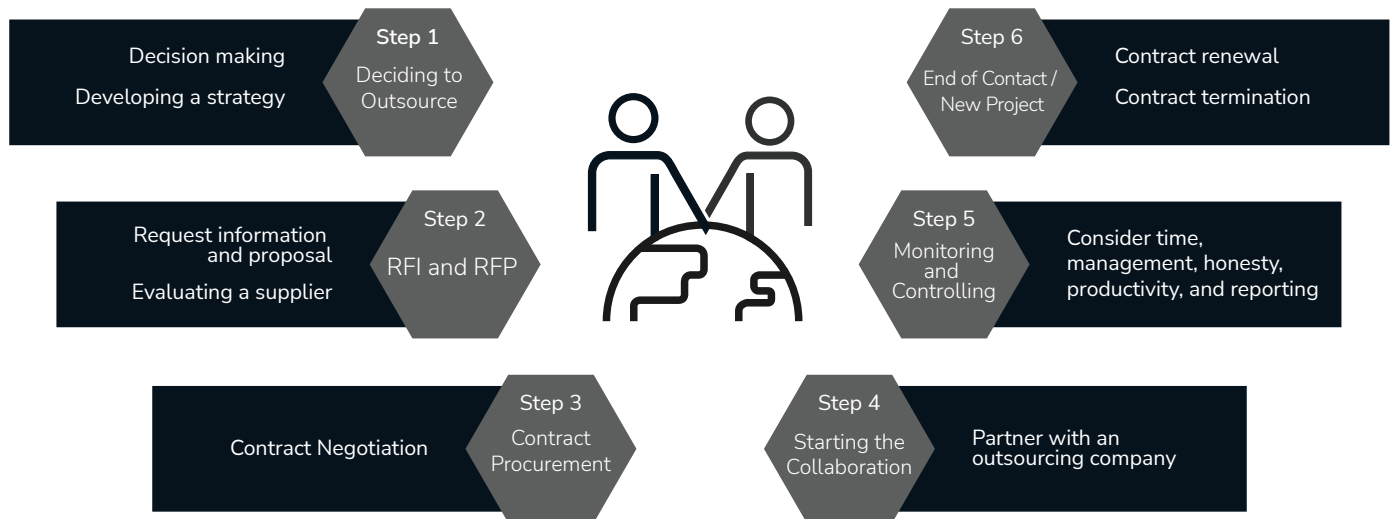 Step 1
Deciding to
Outsource
Decision making
Developing a strategy
Step 2
RFI and RFP
Request information
and proposal
Evaluating a supplier
Step 3
Contract
Procurement
Contract Negotiation
Step 4
Starting the
Collaboration
Partner with an
outsourcing company
Step 5
Monitoring
and
Controlling
Consider time,
management, honesty,
productivity, and reporting
Step 6
End of Contact /
New Project
Contract renewal
Contract termination